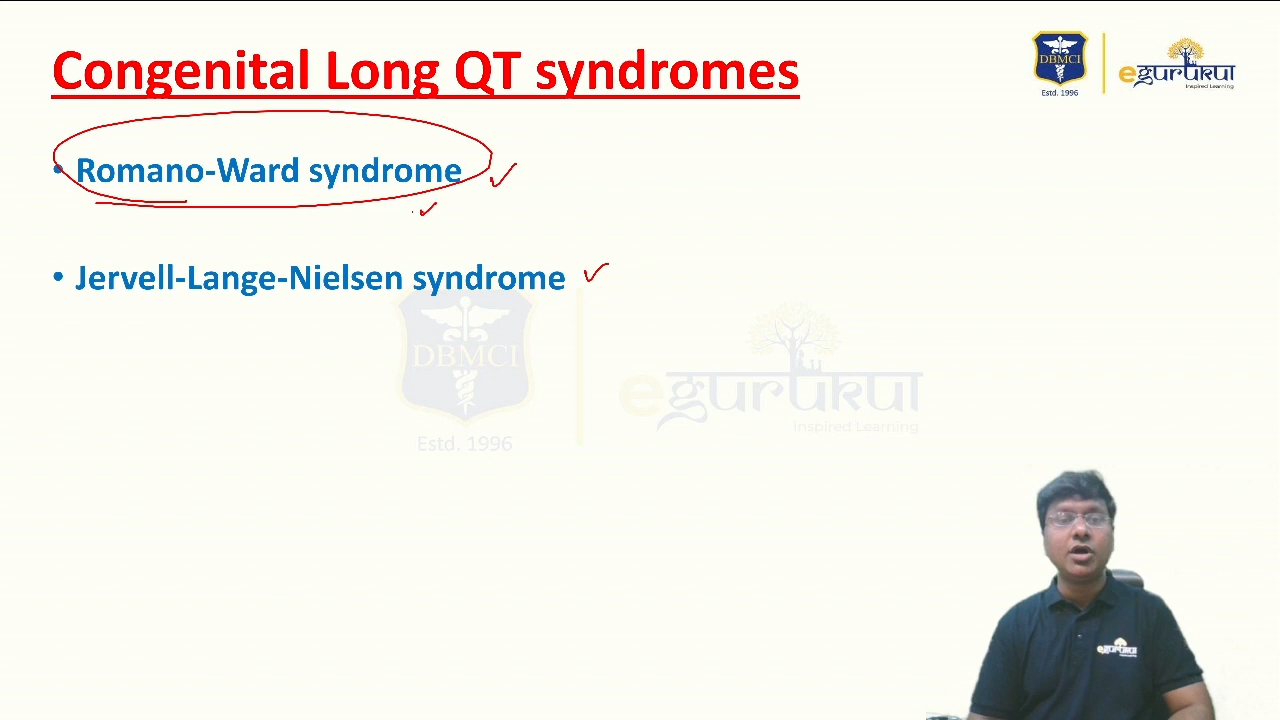 Congenital Long QT syndromes
DBMCI
Estd. 1996
egurukul
Inspired Learning
• Romano-Ward syndrome
• Jervell-Lange-Nielsen syndrome
DBMCI
Estd. 1996
egurukul
Inspired Learning
egurukul